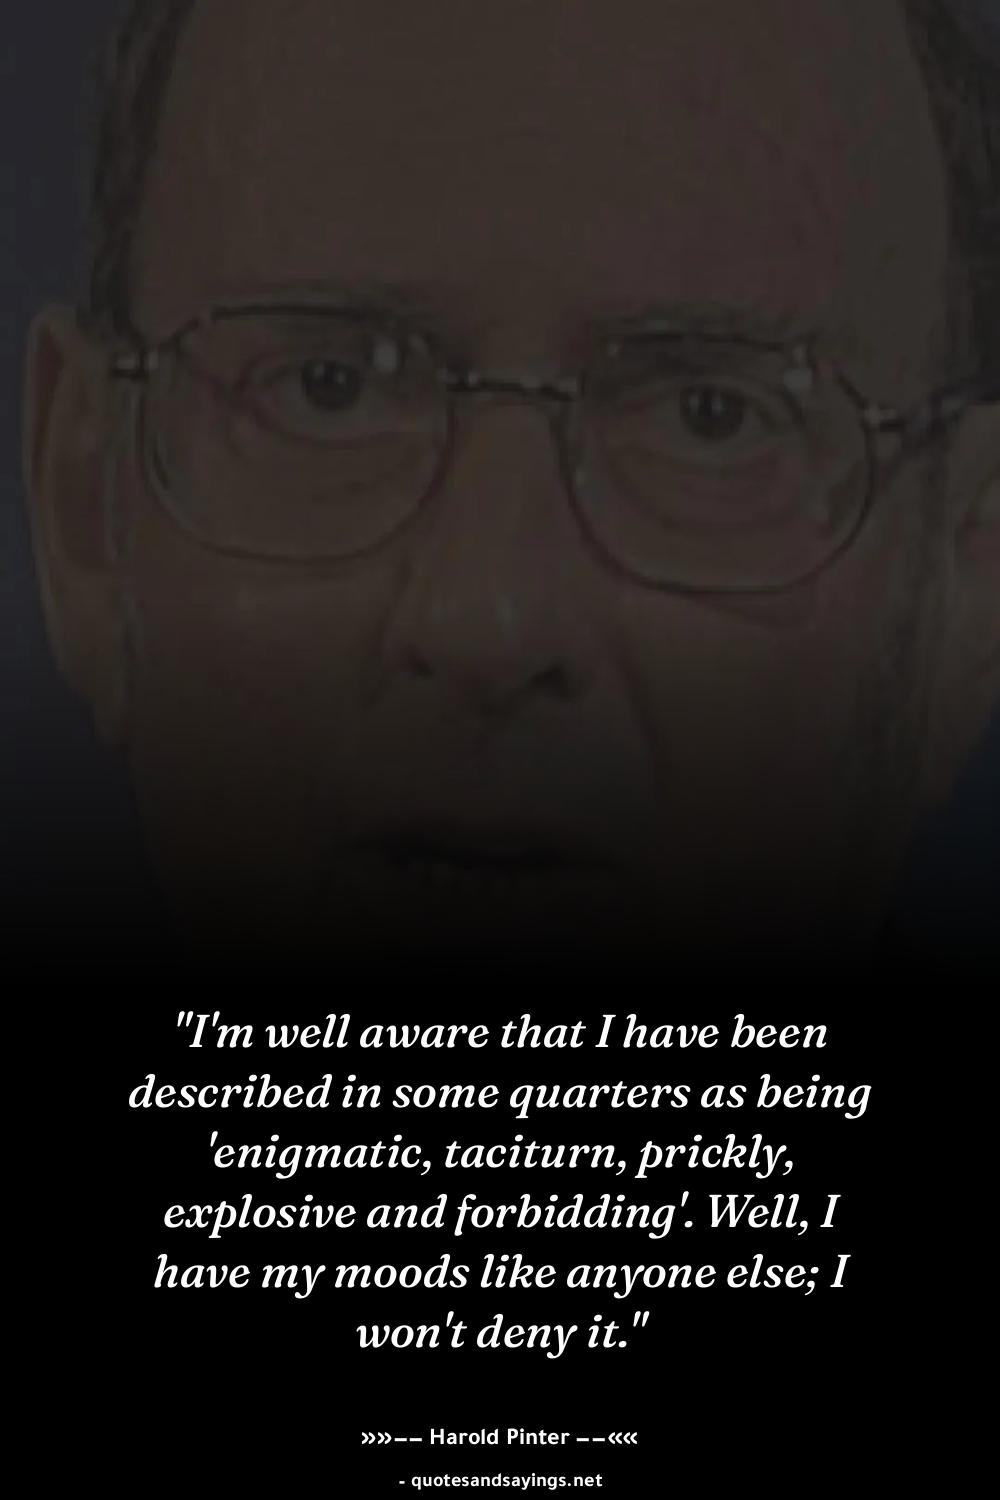 "I'm well aware that I have been
described in some quarters as being
'enigmatic, taciturn, prickly,
explosive and forbidding'. Well, I
have my moods like anyone else; I
won't deny it."
»»–– Harold Pinter ––««
- quotesandsayings.net